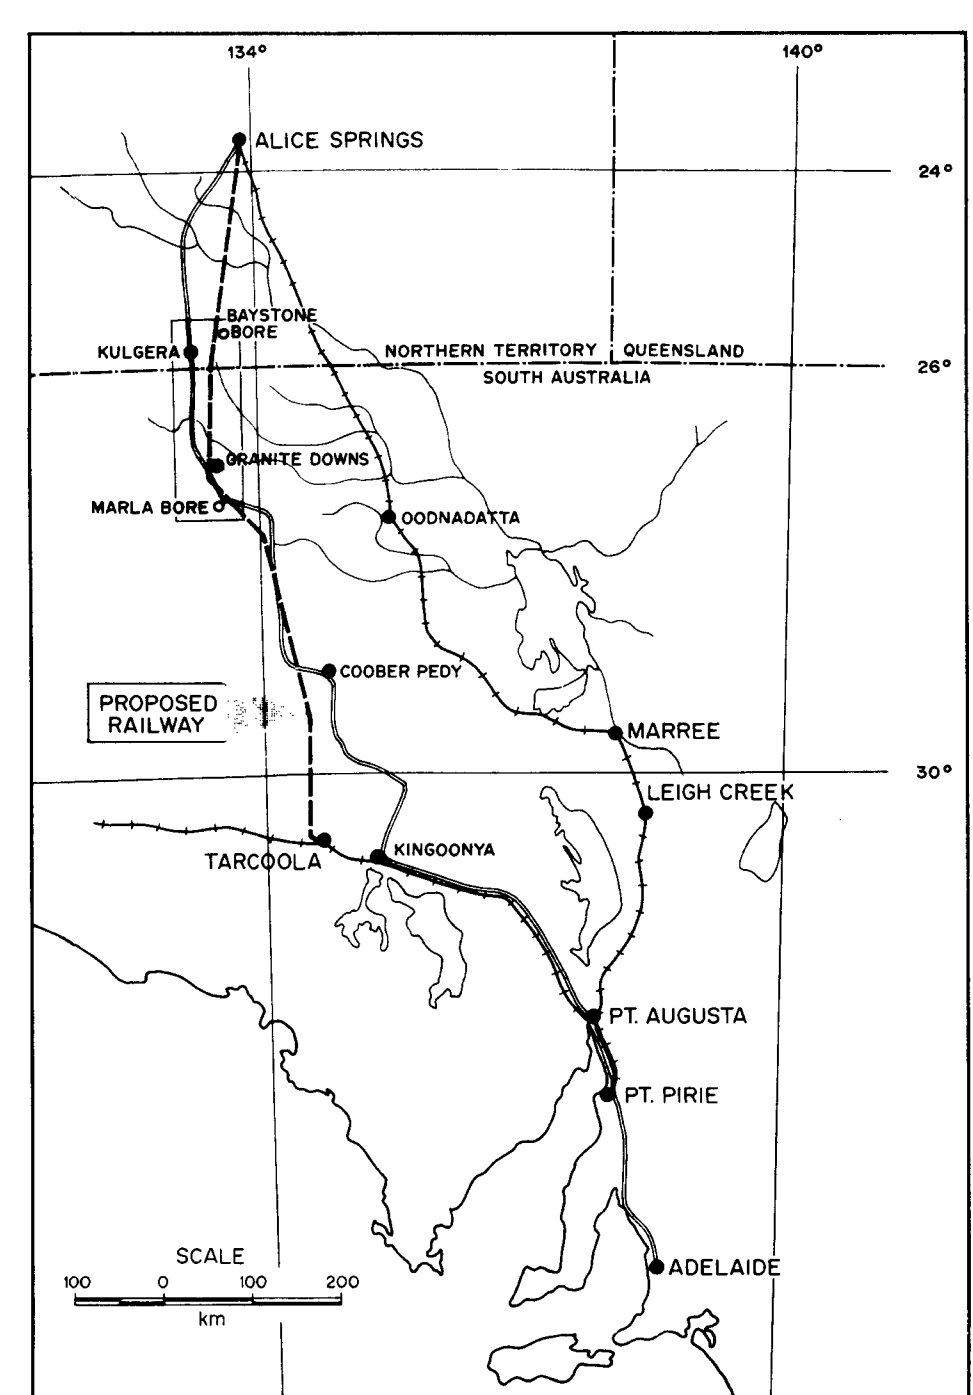 134°
140°
ALICE SPRINGS
24°
BAYSTONE
BORE
KULGERA
NORTHERN TERRITORY
QUEENSLAND
26°
SOUTH AUSTRALIA
GRANITE DOWNS
MARLA BORE
OODNADATTA
COOBER PEDY
PROPOSED
RAILWAY
MARREE
30°
LEIGH CREEK
TARCOOLA
KINGOONYA
PT. AUGUSTA
PT. PIRIE
SCALE
100 0 100 200
km
ADELAIDE